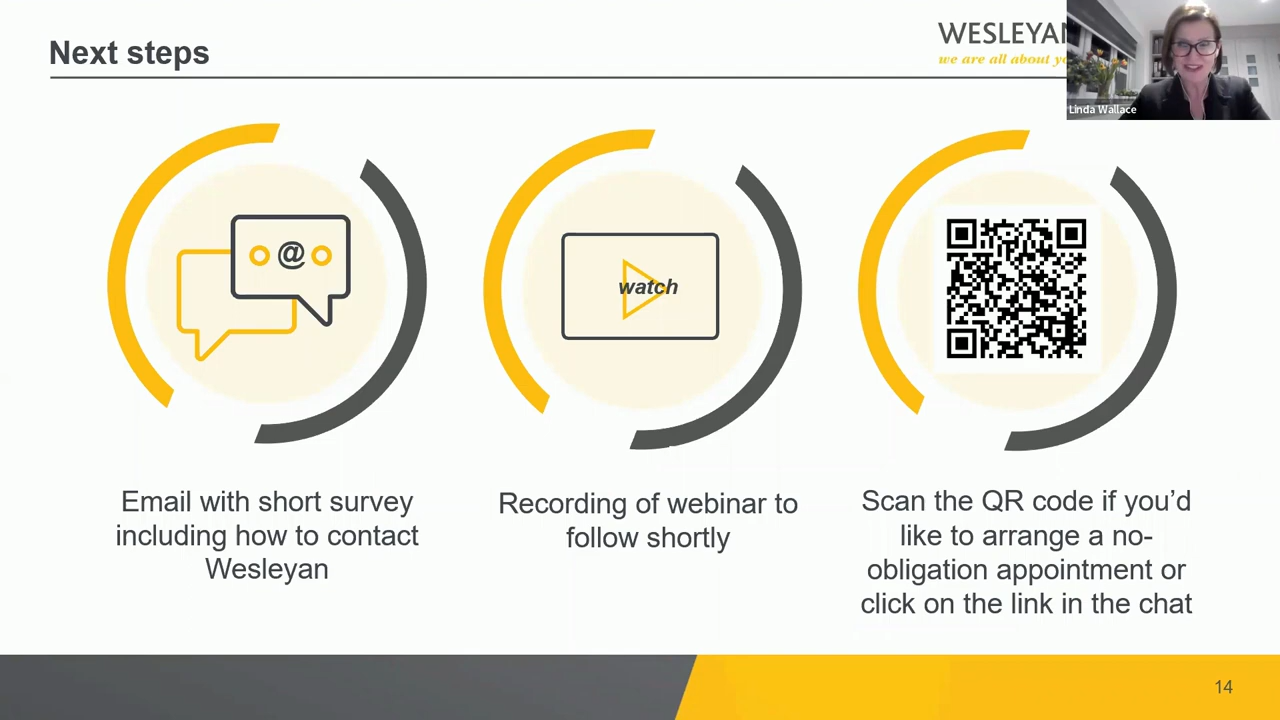 Next steps
WESLEYAN
we are all about yo
Linda Wallace
@
watch
Email with short survey
including how to contact
Wesleyan
Recording of webinar to
follow shortly
Scan the QR code if you’d
like to arrange a no-
obligation appointment or
click on the link in the chat
14